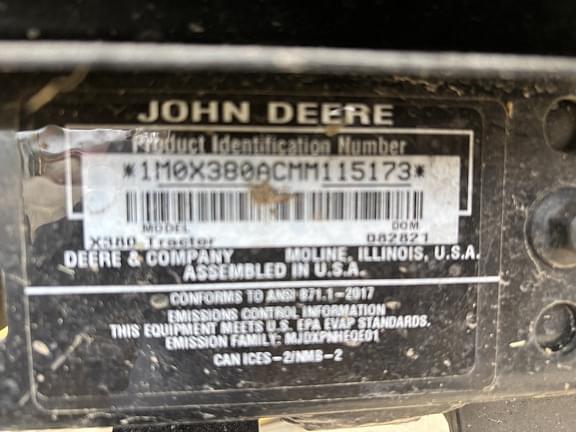 JOHN DEERE
Product Identification Number
*1M0X380ACMM115173*
MODEL DOM
X380 Tractor 082821
DEERE & COMPANY MOLINE, ILLINOIS, U.S.A.
ASSEMBLED IN U.S.A.
CONFORMS TO ANSI B71.1-2017
EMISSIONS CONTROL INFORMATION
THIS EQUIPMENT MEETS U.S. EPA EVAP STANDARDS.
EMISSION FAMILY: MJDXPNHEQE01
CAN ICES-2/NMB-2